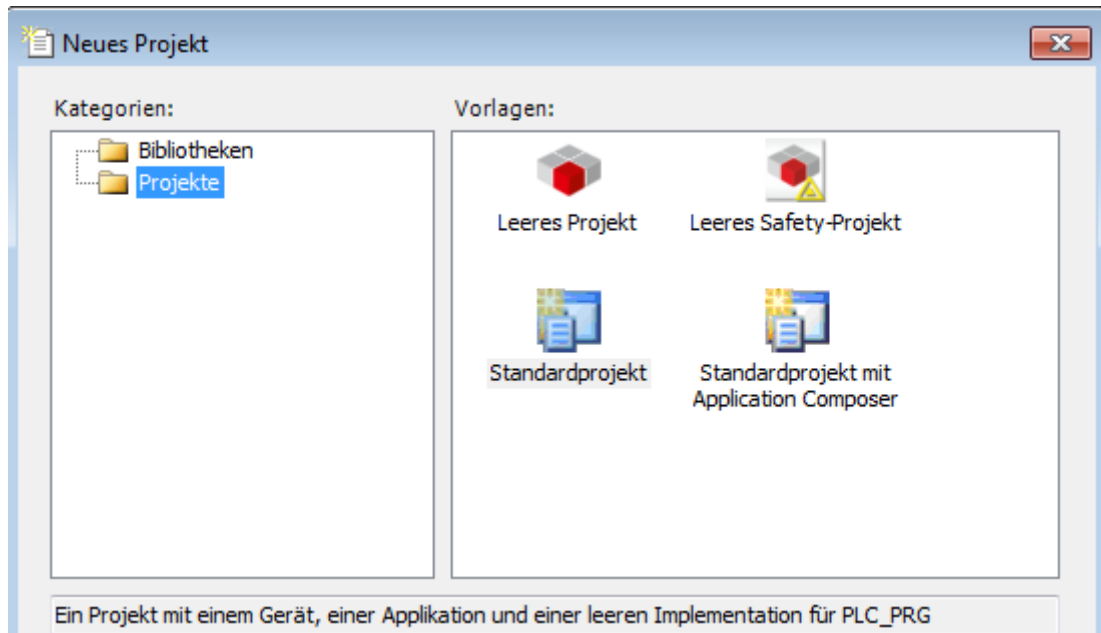 Neues Projekt
Kategorien:
Vorlagen:
Bibliotheken
Projekte
Leeres Projekt
Leeres Safety-Projekt
Standardprojekt
Standardprojekt mit
Application Composer
Ein Projekt mit einem Gerät, einer Applikation und einer leeren Implementation für PLC_PRG